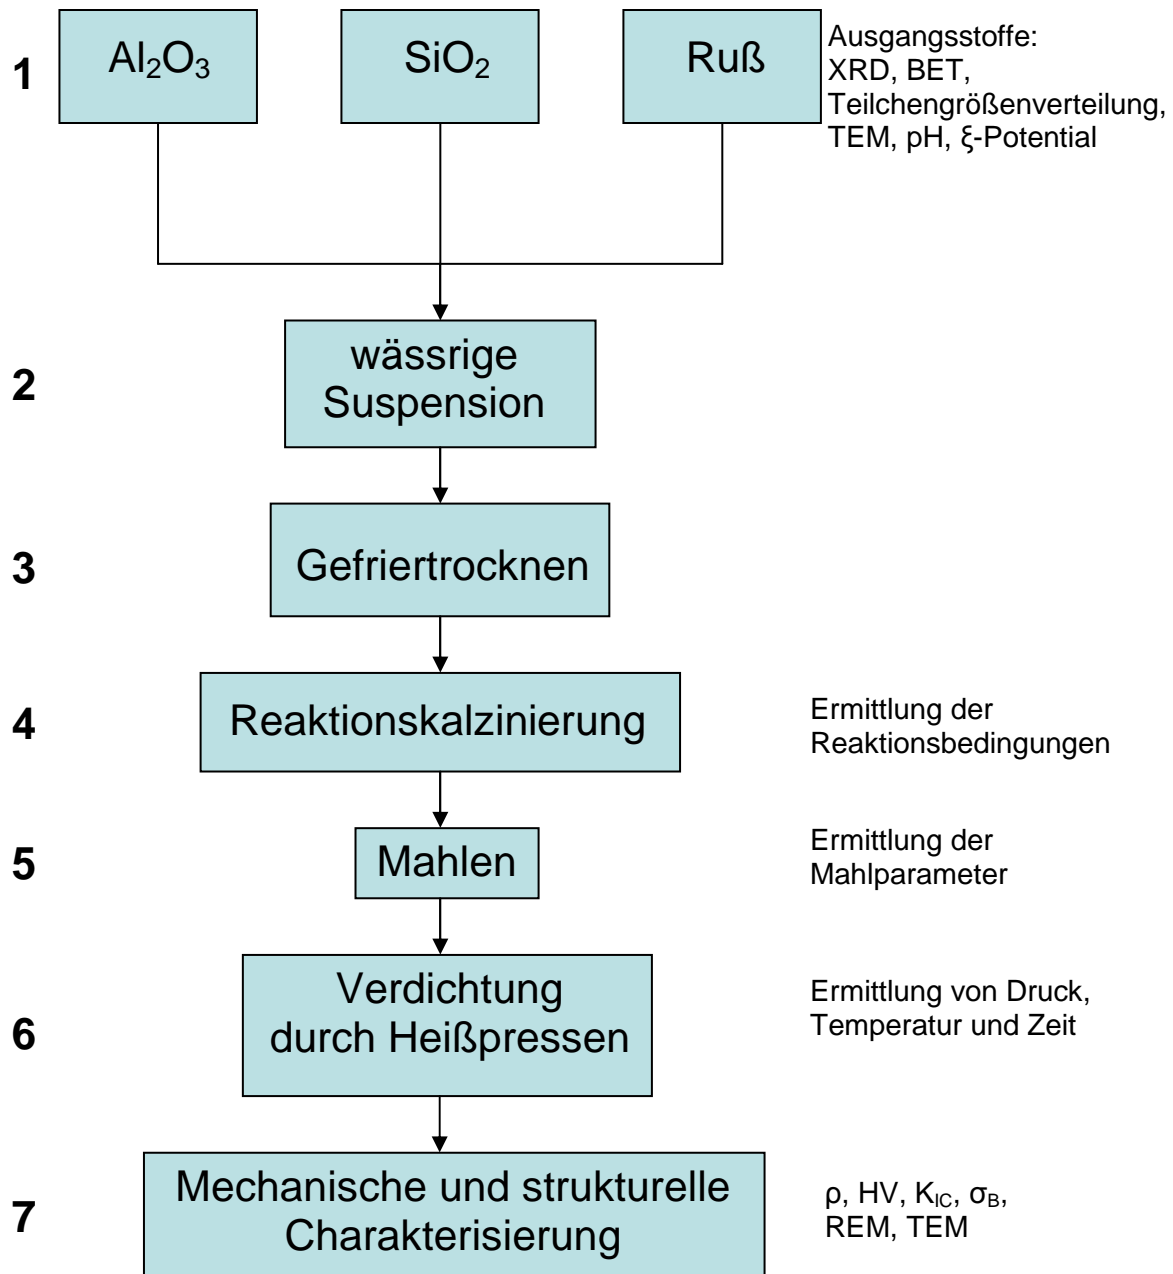 1
Al₂O₃
SiO₂
Ruß
Ausgangsstoffe:
XRD, BET,
Teilchengrößenverteilung,
TEM, pH, ξ-Potential
2
wässrige
Suspension
3
Gefriertrocknen
4
Reaktionskalzinierung
Ermittlung der
Reaktionsbedingungen
5
Mahlen
Ermittlung der
Mahlparameter
6
Verdichtung
durch Heißpressen
Ermittlung von Druck,
Temperatur und Zeit
7
Mechanische und strukturelle
Charakterisierung
ρ, HV, K_IC, σ_B,
REM, TEM